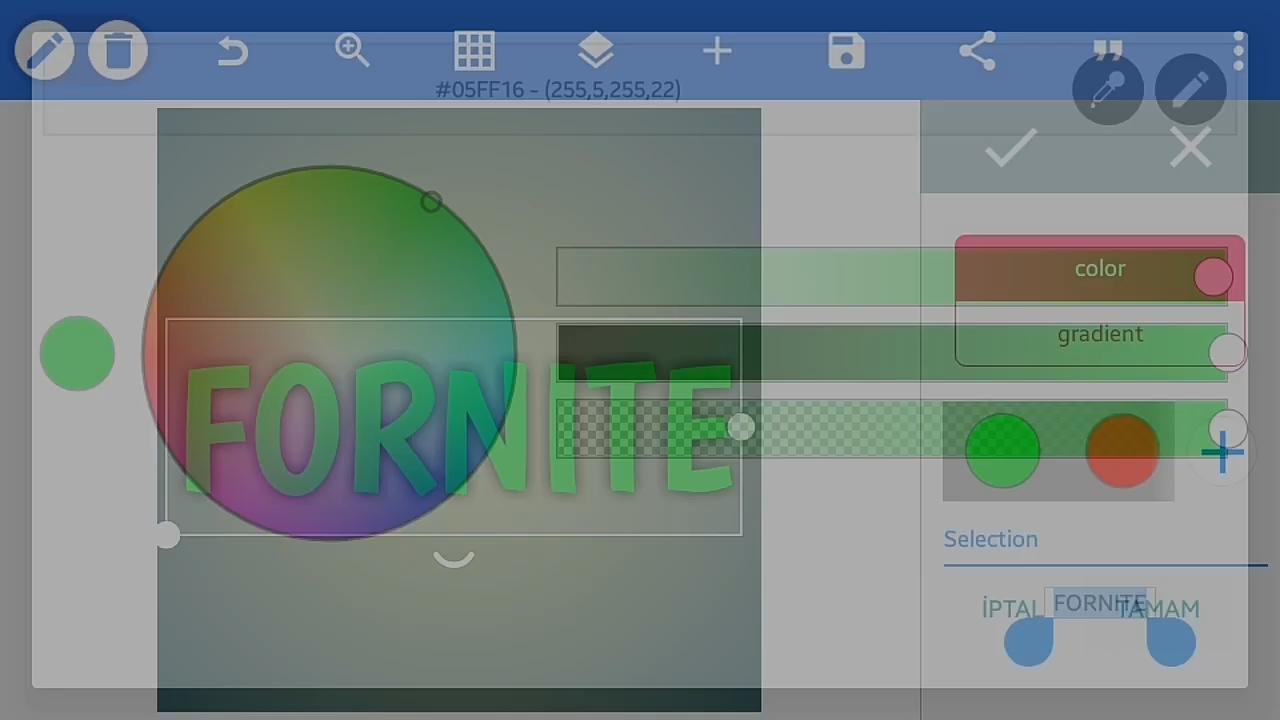 #05FF16 - (255,5,255,22)
color
gradient
FORNITE
Selection
İPTAL
FORNITE
TAMAM